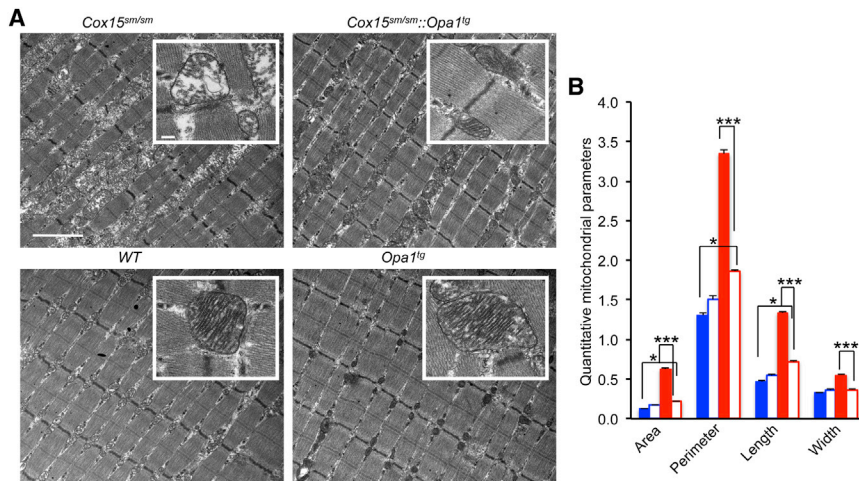 A
Cox15sm/sm
Cox15sm/sm::Opa1tg
WT
Opa1tg
B
Quantitative mitochondrial parameters
4.0
3.5
3.0
2.5
2.0
1.5
1.0
0.5
0.0
* ***
* ***
* ***
***
Area
Perimeter
Length
Width